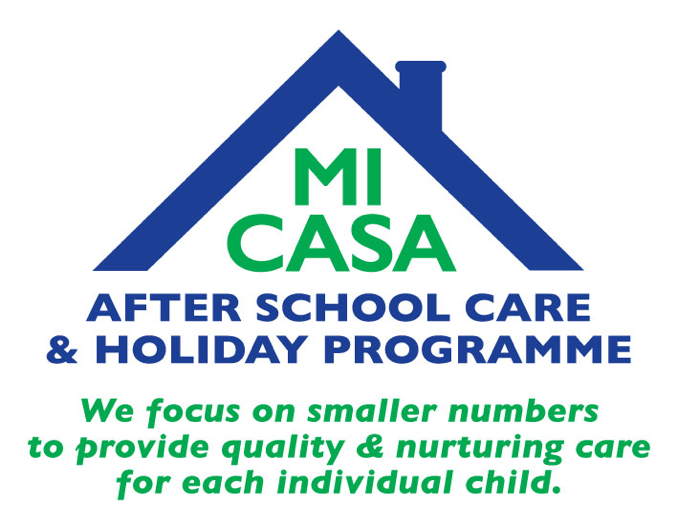 MI
CASA
AFTER SCHOOL CARE
& HOLIDAY PROGRAMME
We focus on smaller numbers
to provide quality & nurturing care
for each individual child.